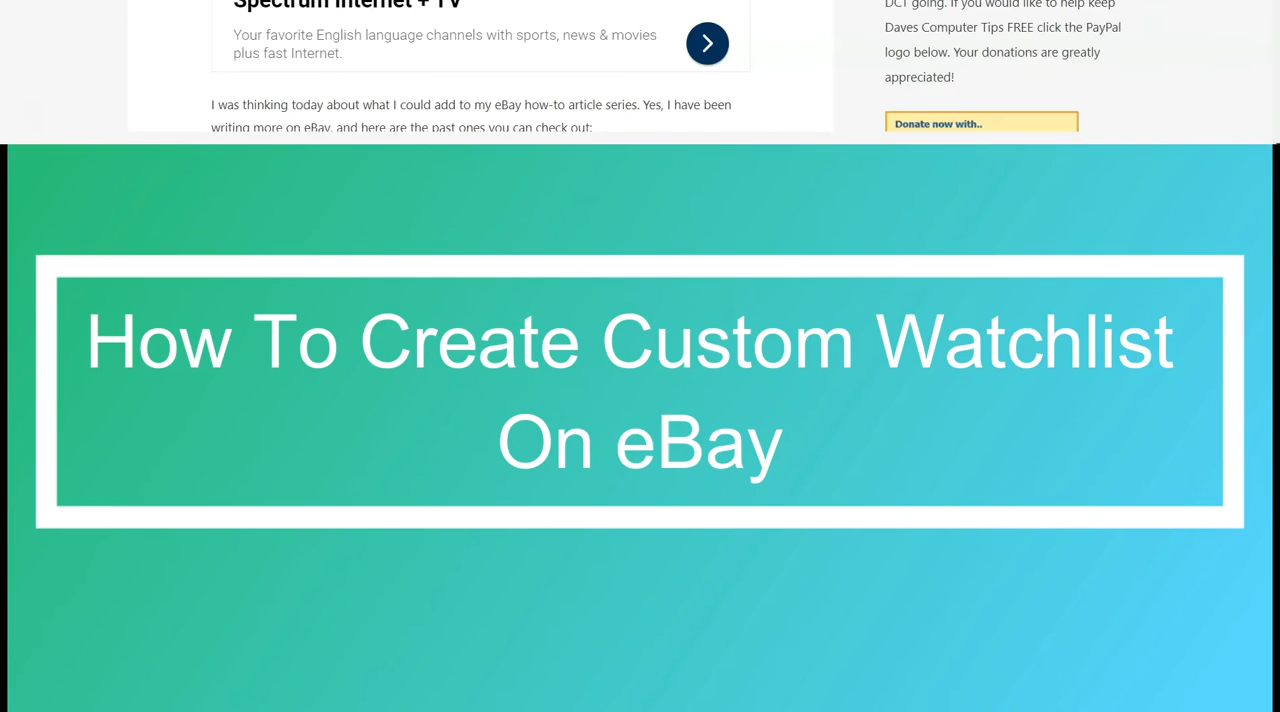 Spectrum Internet + TV
Your favorite English language channels with sports, news & movies
plus fast Internet.
I was thinking today about what I could add to my eBay how-to article series. Yes, I have been
writing more on eBay, and here are the past ones you can check out:
DCT going. If you would like to help keep
Daves Computer Tips FREE click the PayPal
logo below. Your donations are greatly
appreciated!
Donate now with..
How To Create Custom Watchlist
On eBay